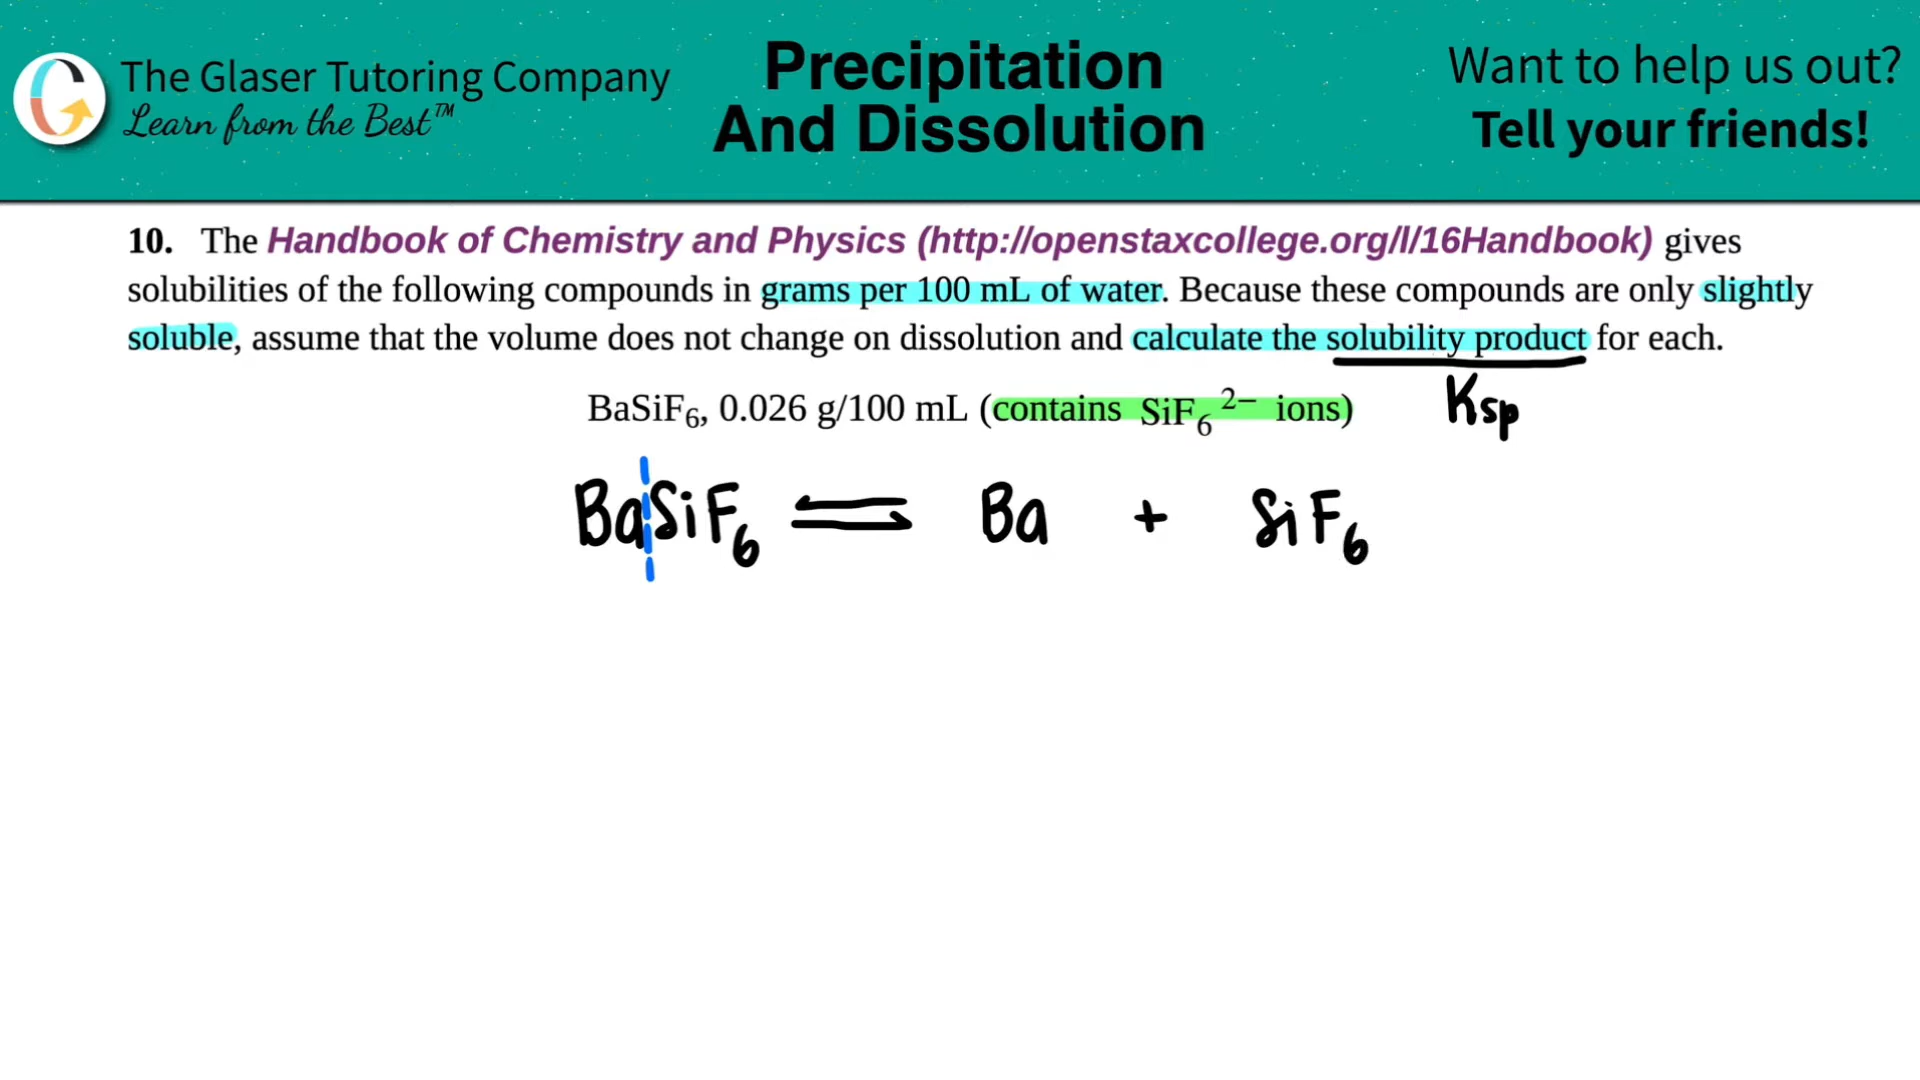 The Glaser Tutoring Company
Learn from the Best™
Precipitation
And Dissolution
Want to help us out?
Tell your friends!
10. The Handbook of Chemistry and Physics (http://openstaxcollege.org/l/16Handbook) gives
solubilities of the following compounds in grams per 100 mL of water. Because these compounds are only slightly
soluble, assume that the volume does not change on dissolution and calculate the solubility product for each.
BaSiF₆, 0.026 g/100 mL (contains SiF₆²⁻ ions)
Ksp
BaSiF₆ ⇌ Ba + SiF₆